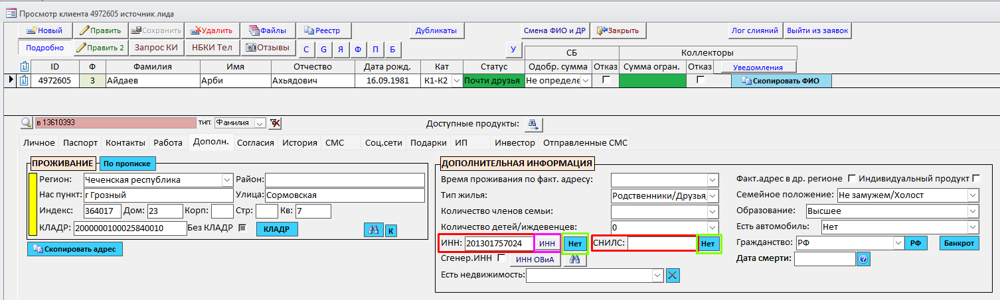 Просмотр клиента 4972605 источник лида
Новый Править Сохранить Удалить Файлы Реестр Дубликаты Смена ФИО и ДР Закрыть Лог слияний Выйти из заявок
Подробно Править 2 Запрос КИ НБКИ Тел Отзывы С G Я Ф П Б У СБ Коллекторы
ID Ф Фамилия Имя Отчество Дата рожд. Кат Статус Одобр. сумма Отказ Сумма огран. Отказ Уведомления
4972605 3 Айдаев Арби Ахьядович 16.09.1981 К1-К2 Почти друзья Не определе Скопировать ФИО
в 13610393 тип: Фамилия Доступные продукты:
Личное Паспорт Контакты Работа Дополн. Согласия История СМС Соц.сети Подарки ИП Инвестор Отправленные СМС
ПРОЖИВАНИЕ По прописке
Регион: Чеченская республика Район:
Нас пункт: г Грозный Улица: Сормовская
Индекс: 364017 Дом: 23 Корп: Стр: Кв: 7
КЛАДР: 2000000100025840010 Без КЛАДР КЛАДР К
Скопировать адрес
ДОПОЛНИТЕЛЬНАЯ ИНФОРМАЦИЯ
Время проживания по факт. адресу: Факт.адрес в др. регионе Индивидуальный продукт
Тип жилья: Родственники/Друзья, Семейное положение: Не замужем/Холост
Количество членов семьи: Образование: Высшее
Количество детей/иждевенцев: 0 Есть автомобиль: Нет
ИНН: 201301757024 ИНН Нет СНИЛС: Нет Гражданство: РФ РФ Банкрот
Сгенер.ИНН ИНН ОВиА Дата смерти:
Есть недвижимость: